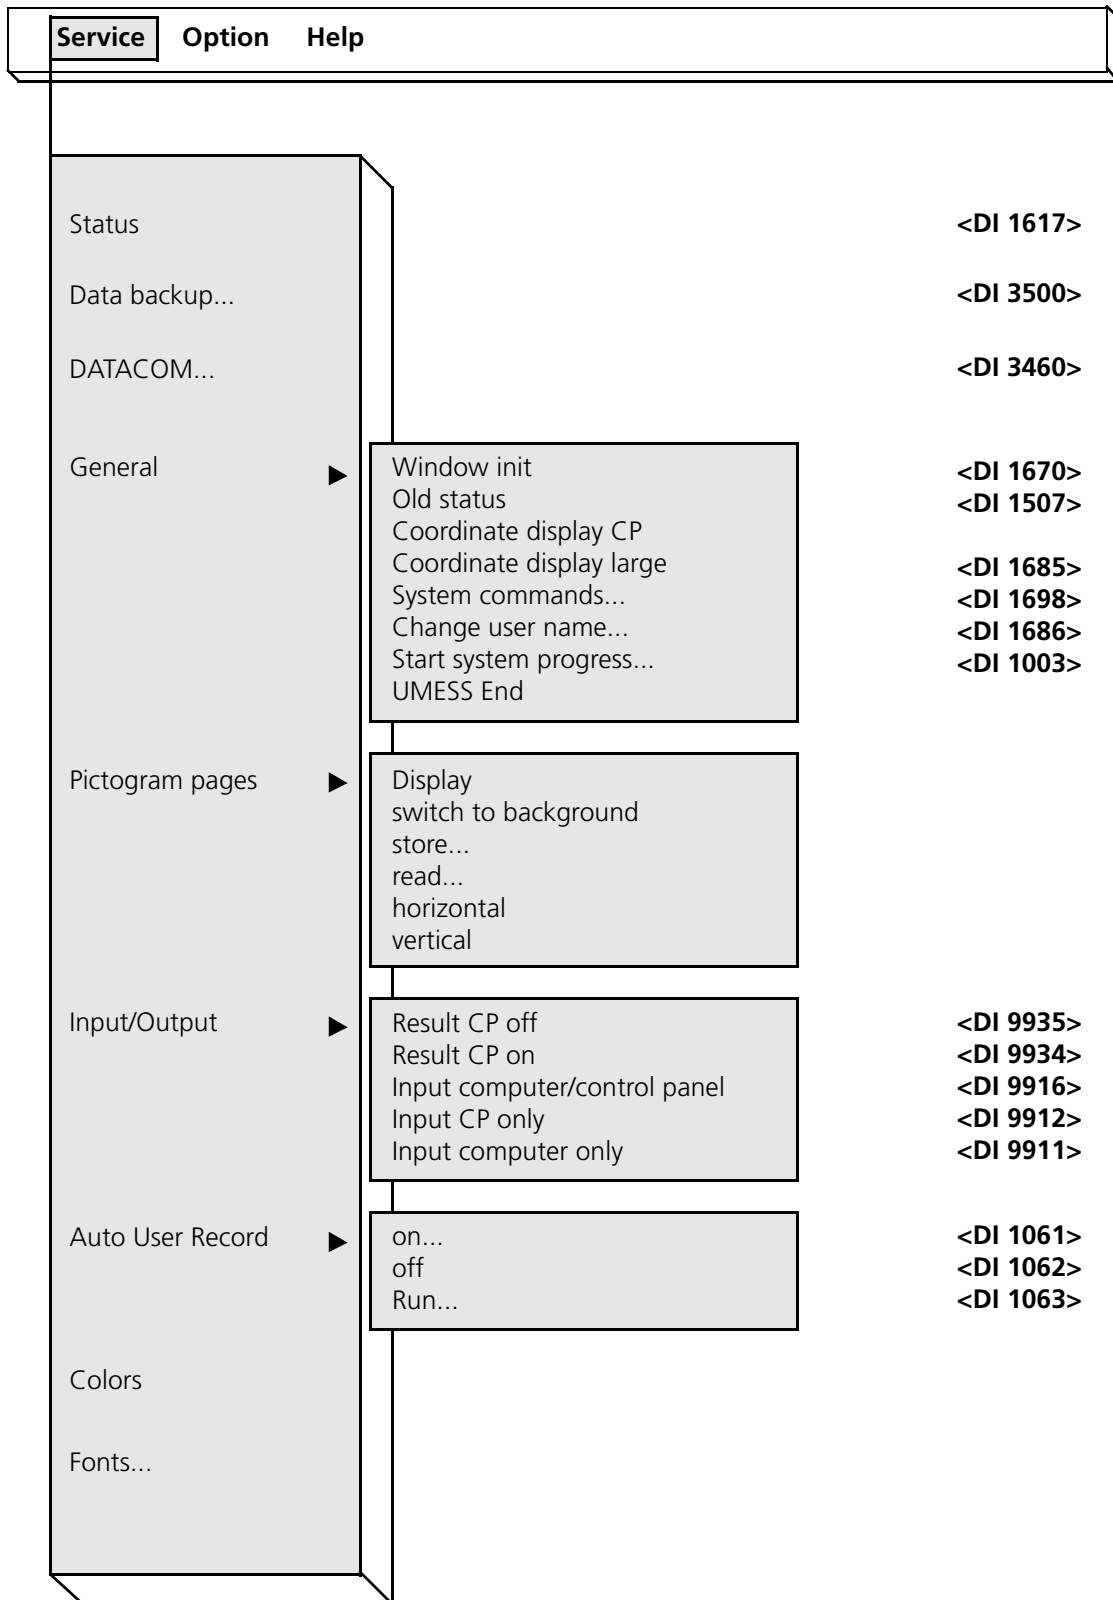 Service Option Help
Status <DI 1617>
Data backup... <DI 3500>
DATACOM... <DI 3460>
General ▶ Window init <DI 1670>
Old status <DI 1507>
Coordinate display CP
Coordinate display large <DI 1685>
System commands... <DI 1698>
Change user name... <DI 1686>
Start system progress... <DI 1003>
UMESS End
Pictogram pages ▶ Display
switch to background
store...
read...
horizontal
vertical
Input/Output ▶ Result CP off <DI 9935>
Result CP on <DI 9934>
Input computer/control panel <DI 9916>
Input CP only <DI 9912>
Input computer only <DI 9911>
Auto User Record ▶ on... <DI 1061>
off <DI 1062>
Run... <DI 1063>
Colors
Fonts...